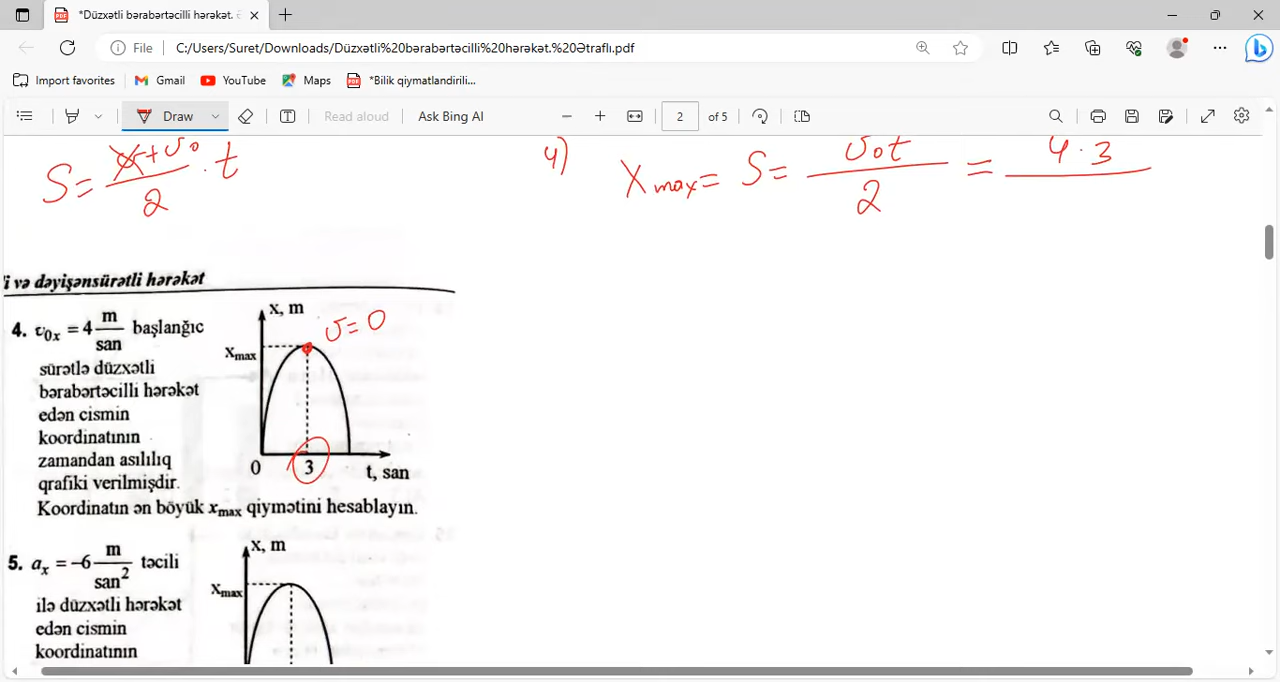 *Düzxətli bərabərtəcilli hərəkət. Ə
File
C:/Users/Suret/Downloads/Düzxətli%20bərabərtəcilli%20hərəkət.%20Ətraflı.pdf
Import favorites
Gmail
YouTube
Maps
*Bilik qiymatlandirili...
Draw
Read aloud
Ask Bing AI
2
of 5
S = υ+υ₀/2 · t
4) Xmax = S = υ₀t/2 = 4·3
i və dəyişənsürətli hərəkət
4. υ0x = 4 m/san başlanğıc
sürətlə düzxətli
bərabərtəcilli hərəkət
edən cismin
koordinatının
zamandan asılılıq
qrafiki verilmişdir.
Koordinatın ən böyük xmax qiymətini hesablayın.
x, m
υ=0
xmax
0
3
t, san
5. ax = –6 m/san² təcili
ilə düzxətli hərəkət
edən cismin
koordinatının
x, m
xmax